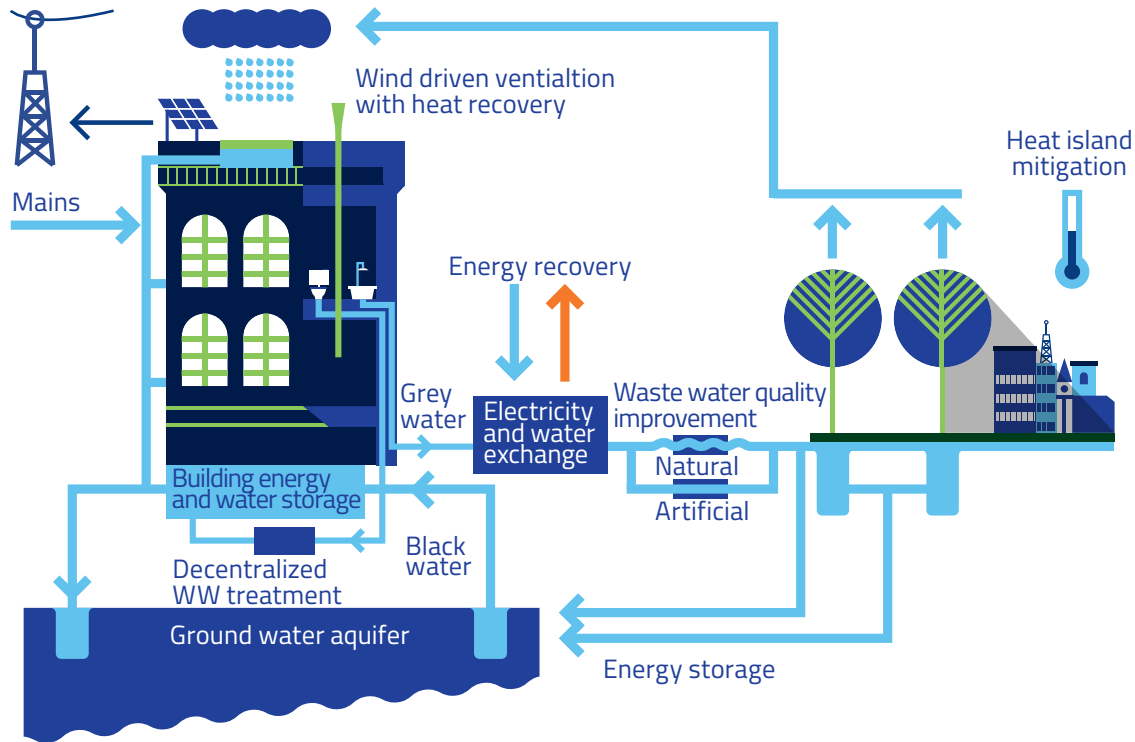 Wind driven ventialtion
with heat recovery
Heat island
mitigation
Mains
Energy recovery
Grey
water
Electricity
and water
exchange
Waste water quality
improvement
Natural
Artificial
Building energy
and water storage
Black
water
Decentralized
WW treatment
Ground water aquifer
Energy storage